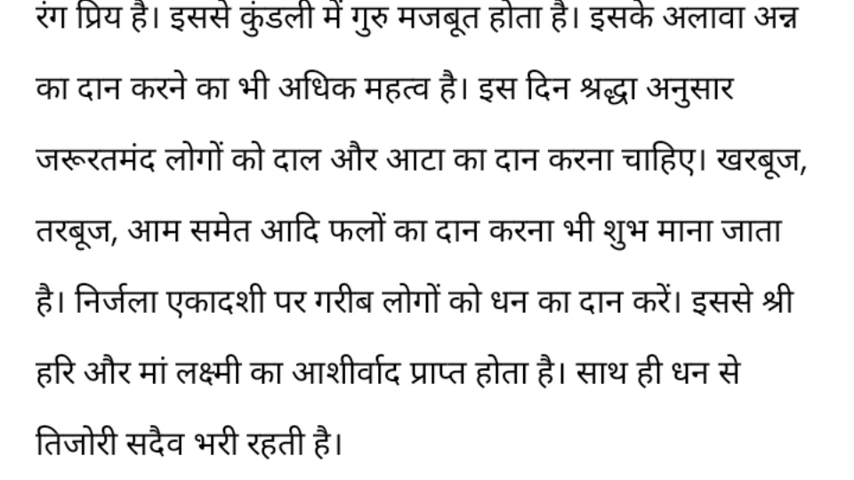 रंग प्रिय है। इससे कुंडली में गुरु मजबूत होता है। इसके अलावा अन्न
का दान करने का भी अधिक महत्व है। इस दिन श्रद्धा अनुसार
जरूरतमंद लोगों को दाल और आटा का दान करना चाहिए। खरबूज,
तरबूज, आम समेत आदि फलों का दान करना भी शुभ माना जाता
है। निर्जला एकादशी पर गरीब लोगों को धन का दान करें। इससे श्री
हरि और मां लक्ष्मी का आशीर्वाद प्राप्त होता है। साथ ही धन से
तिजोरी सदैव भरी रहती है।